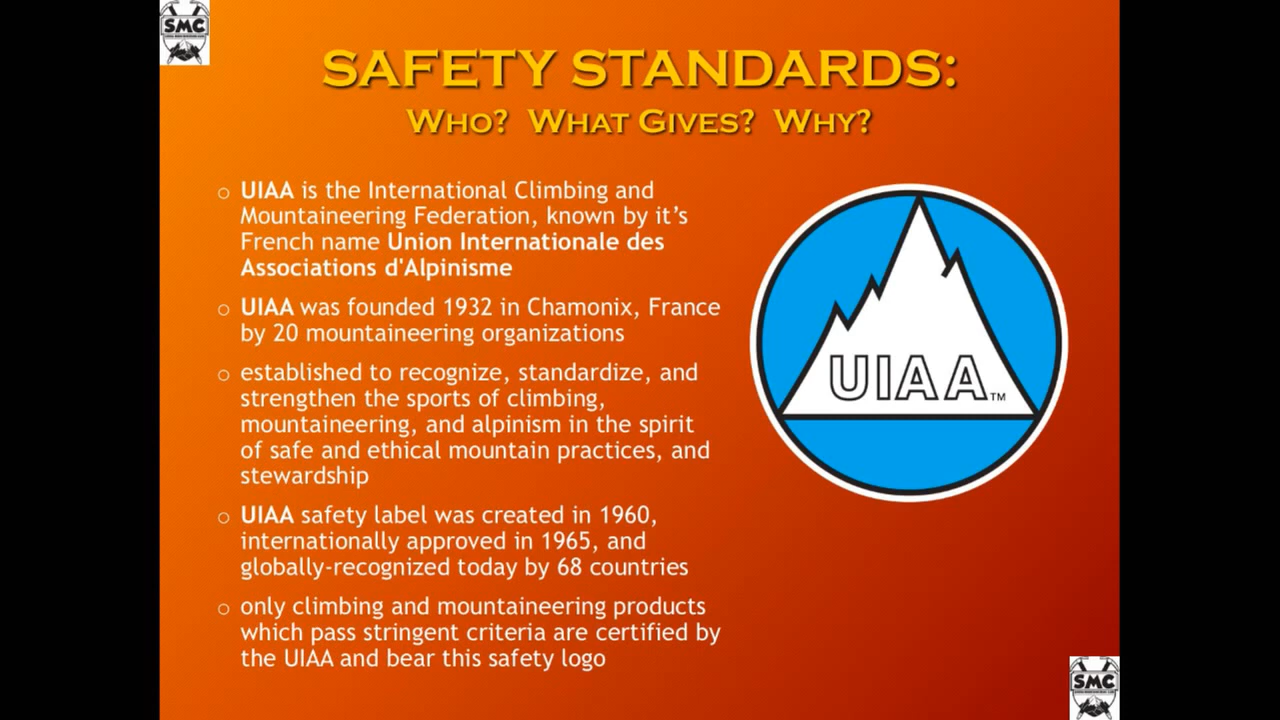 SMC
SAFETY STANDARDS:
WHO? WHAT GIVES? WHY?
UIAA is the International Climbing and
Mountaineering Federation, known by it's
French name Union Internationale des
Associations d'Alpinisme
UIAA was founded 1932 in Chamonix, France
by 20 mountaineering organizations
established to recognize, standardize, and
strengthen the sports of climbing,
mountaineering, and alpinism in the spirit
of safe and ethical mountain practices, and
stewardship
UIAA safety label was created in 1960,
internationally approved in 1965, and
globally-recognized today by 68 countries
only climbing and mountaineering products
which pass stringent criteria are certified by
the UIAA and bear this safety logo
UIAA™
SMC